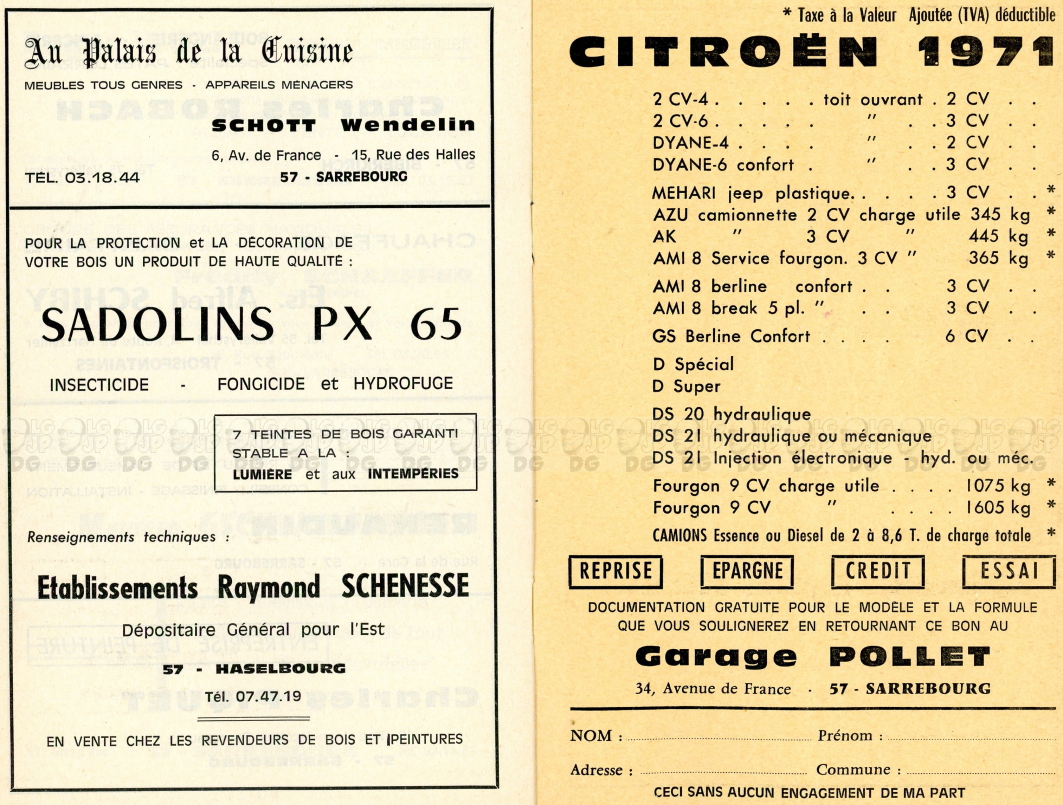 Au Palais de la Cuisine
MEUBLES TOUS GENRES - APPAREILS MENAGERS
SCHOTT Wendelin
6, Av. de France - 15, Rue des Halles
TÉL. 03.18.44 57 - SARREBOURG
POUR LA PROTECTION et LA DÉCORATION DE
VOTRE BOIS UN PRODUIT DE HAUTE QUALITÉ :
SADOLINS PX 65
INSECTICIDE - FONGICIDE et HYDROFUGE
7 TEINTES DE BOIS GARANTI
STABLE A LA :
LUMIERE et aux INTEMPÉRIES
Renseignements techniques :
Etablissements Raymond SCHENESSE
Dépositaire Général pour l'Est
57 - HASELBOURG
Tél. 07.47.19
EN VENTE CHEZ LES REVENDEURS DE BOIS ET PEINTURES
* Taxe à la Valeur Ajoutée (TVA) déductible
CITROËN 1971
2 CV-4 . . . . . toit ouvrant . 2 CV . .
2 CV-6 . . . . . " . . 3 CV . .
DYANE-4 . . . . " . . 2 CV . .
DYANE-6 confort . " . . 3 CV . .
MEHARI jeep plastique. . . . . 3 CV . . *
AZU camionnette 2 CV charge utile 345 kg *
AK " 3 CV " 445 kg *
AMI 8 Service fourgon. 3 CV " 365 kg *
AMI 8 berline confort . . 3 CV . .
AMI 8 break 5 pl. " . . 3 CV . .
GS Berline Confort . . . . 6 CV . .
D Spécial
D Super
DS 20 hydraulique
DS 21 hydraulique ou mécanique
DS 21 Injection électronique - hyd. ou méc.
Fourgon 9 CV charge utile . . . . 1075 kg *
Fourgon 9 CV " . . . . 1605 kg *
CAMIONS Essence ou Diesel de 2 à 8,6 T. de charge totale *
REPRISE EPARGNE CREDIT ESSAI
DOCUMENTATION GRATUITE POUR LE MODÈLE ET LA FORMULE
QUE VOUS SOULIGNEREZ EN RETOURNANT CE BON AU
Garage POLLET
34, Avenue de France - 57 - SARREBOURG
NOM : Prénom :
Adresse : Commune :
CECI SANS AUCUN ENGAGEMENT DE MA PART